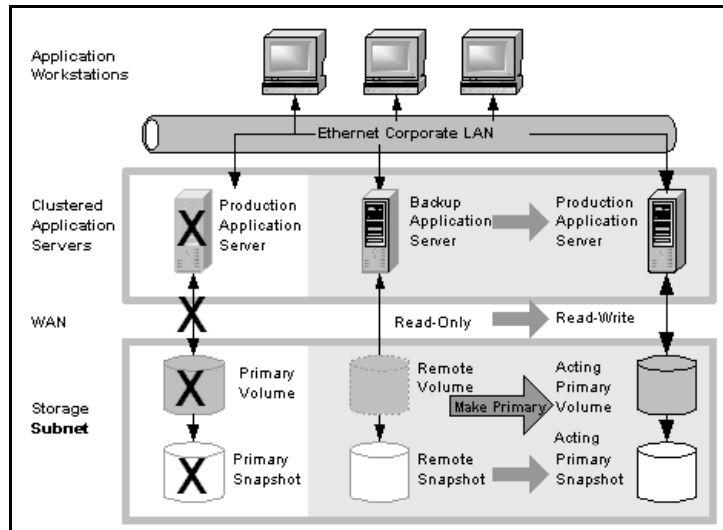 Application
Workstations
Ethernet Corporate LAN
Clustered
Application
Servers
Production
Application
Server
Backup
Application
Server
Production
Application
Server
WAN
Read-Only
Read-Write
Storage
Subnet
Primary
Volume
Remote
Volume
Make Primary
Acting
Primary
Volume
Primary
Snapshot
Remote
Snapshot
Acting
Primary
Snapshot